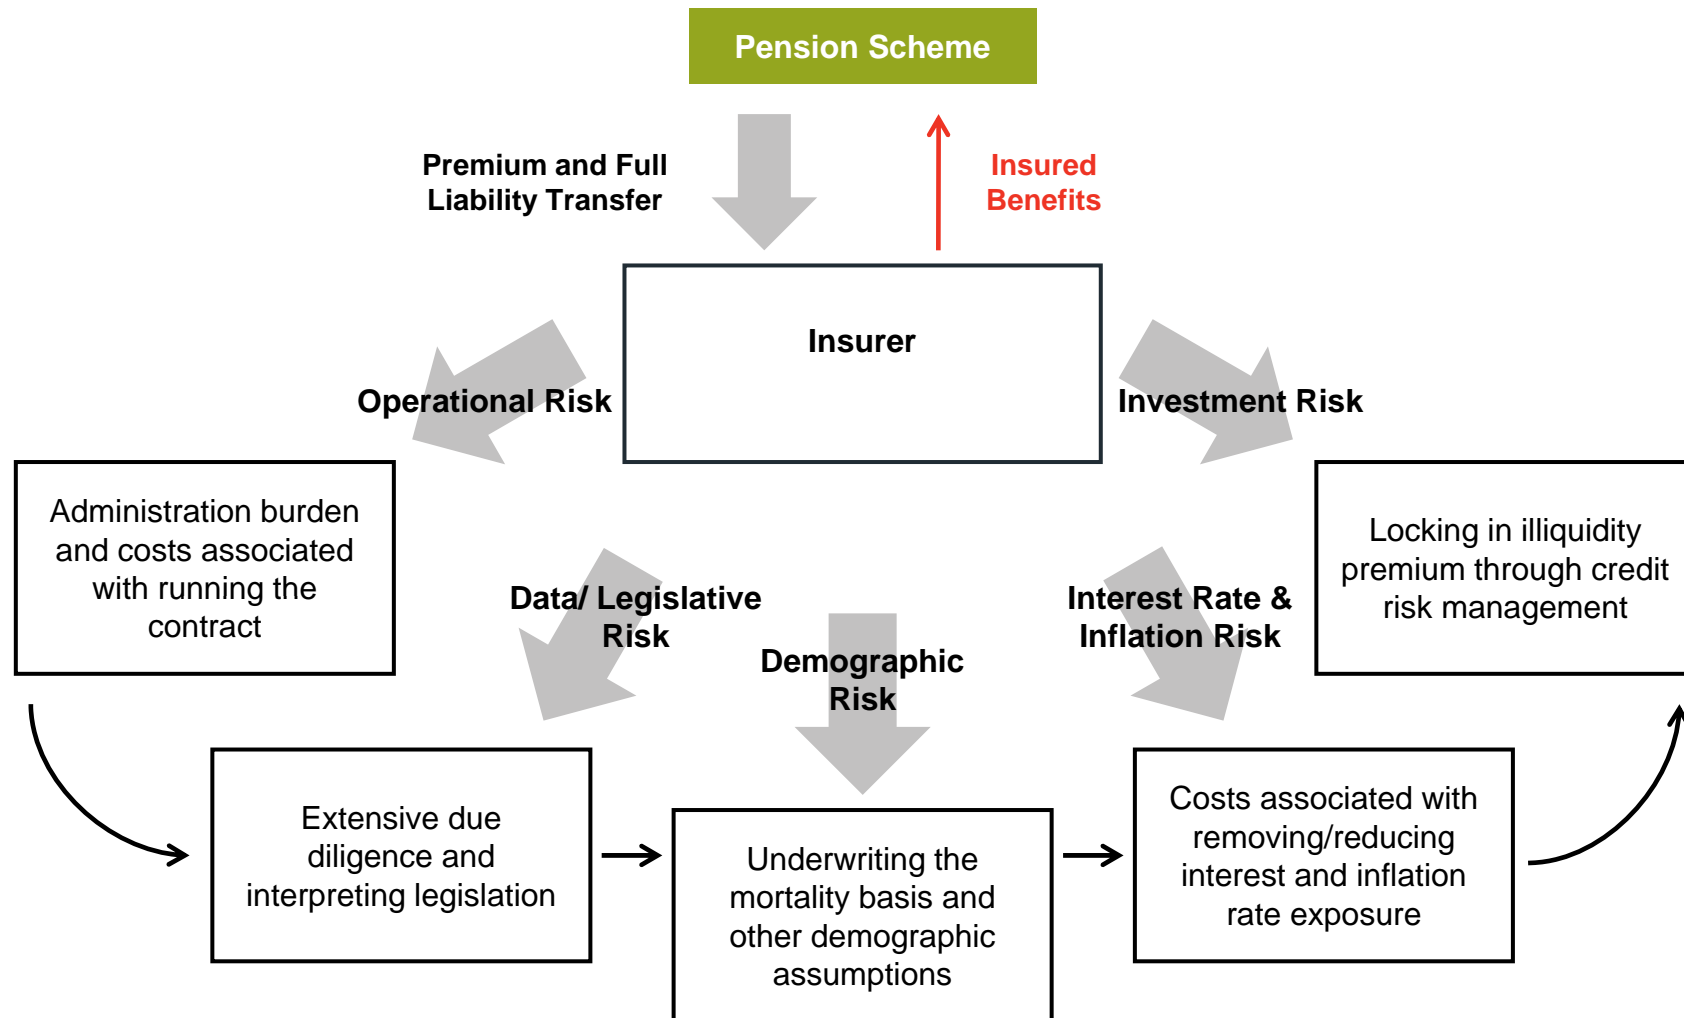 Pension Scheme
Premium and Full
Liability Transfer
Insured
Benefits
Insurer
Operational Risk
Investment Risk
Administration burden
and costs associated
with running the
contract
Locking in illiquidity
premium through credit
risk management
Data/ Legislative
Risk
Demographic
Risk
Interest Rate &
Inflation Risk
Extensive due
diligence and
interpreting legislation
Underwriting the
mortality basis and
other demographic
assumptions
Costs associated with
removing/reducing
interest and inflation
rate exposure